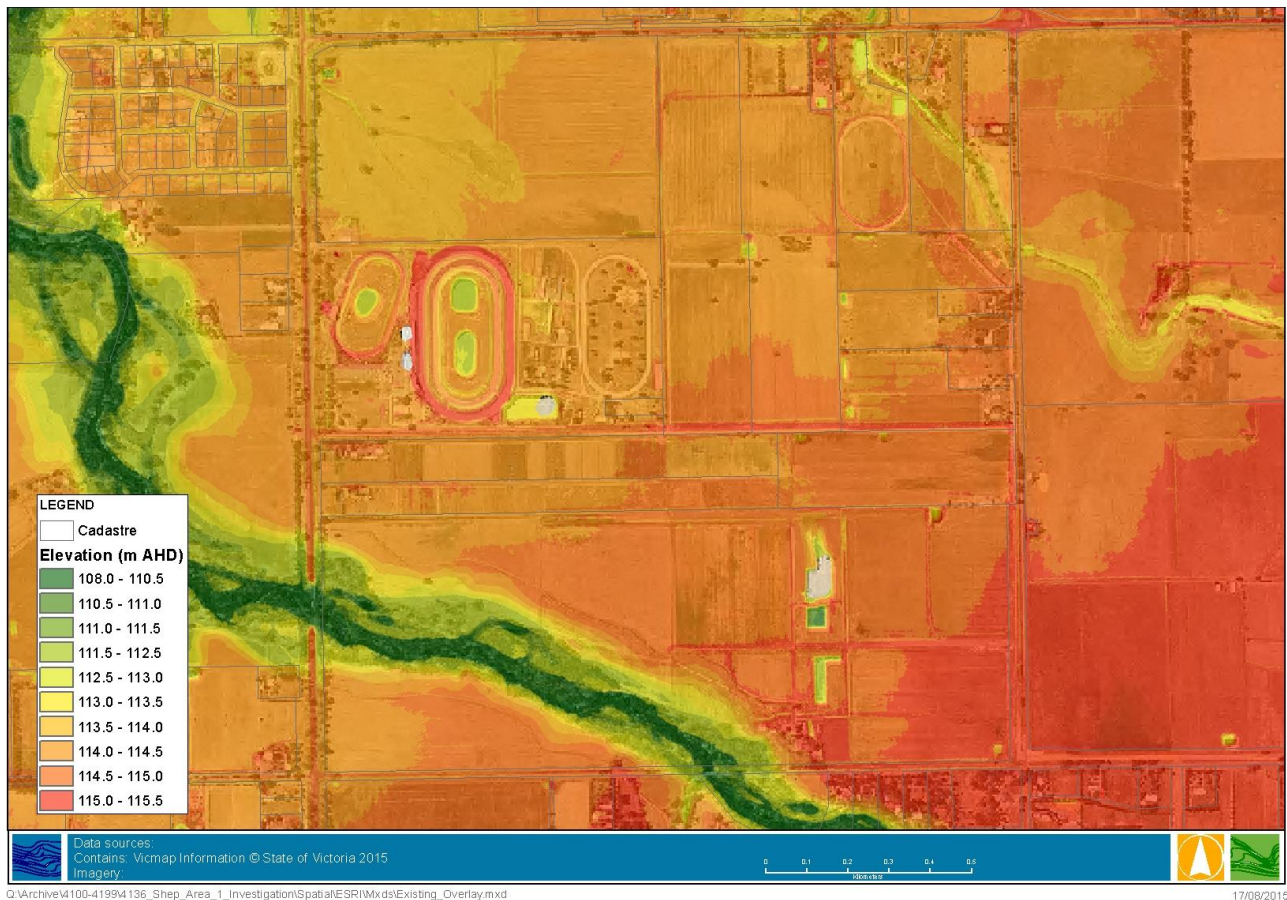 LEGEND
Cadastre
Elevation (m AHD)
108.0 - 110.5
110.5 - 111.0
111.0 - 111.5
111.5 - 112.5
112.5 - 113.0
113.0 - 113.5
113.5 - 114.0
114.0 - 114.5
114.5 - 115.0
115.0 - 115.5
Data sources:
Contains: Vicmap Information © State of Victoria 2015
Imagery:
0 0.1 0.2 0.3 0.4 0.5
Kilometers
Q:\Archive\4100-4199\4136_Shep_Area_1_Investigation\Spatial\ESRI\Mxds\Existing_Overlay.mxd
17/08/2015